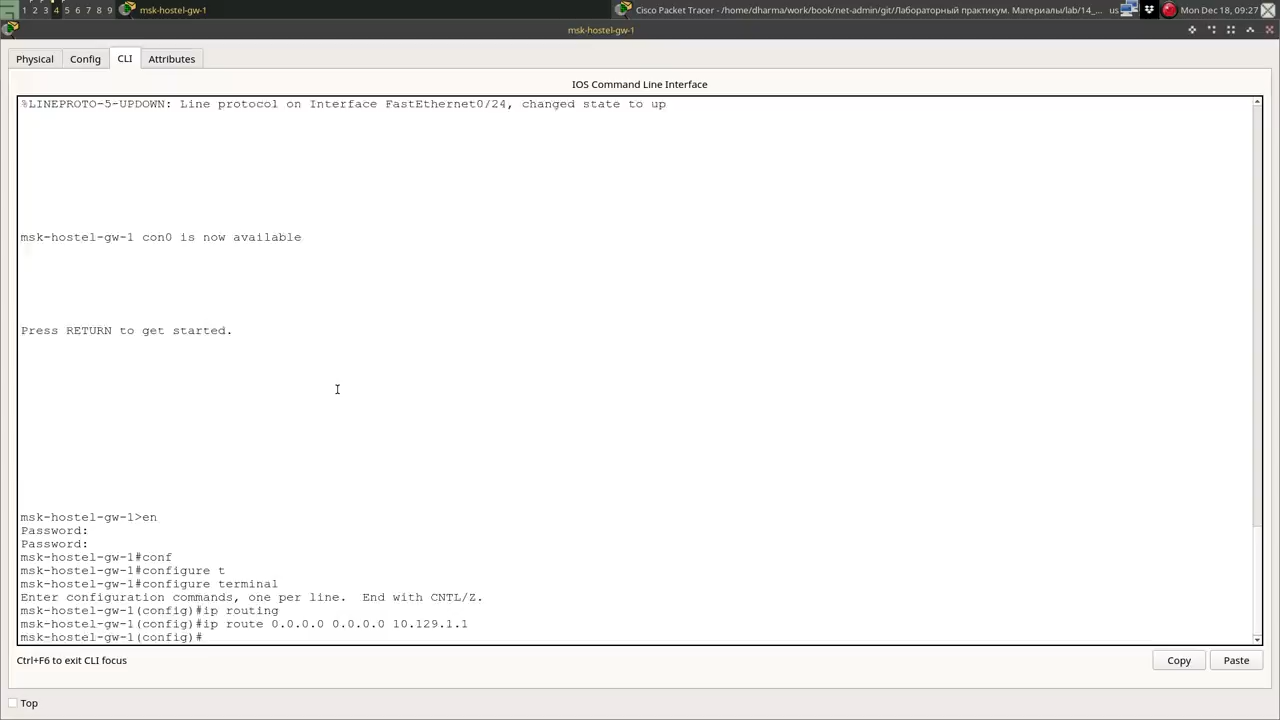 1 2 3 4 5 6 7 8 9
msk-hostel-gw-1
Cisco Packet Tracer - /home/dharma/work/book/net-admin/git/Лабораторный практикум. Материалы/lab/14_...
us
Mon Dec 18, 09:27
msk-hostel-gw-1
Physical
Config
CLI
Attributes
IOS Command Line Interface
%LINEPROTO-5-UPDOWN: Line protocol on Interface FastEthernet0/24, changed state to up
msk-hostel-gw-1 con0 is now available
Press RETURN to get started.
msk-hostel-gw-1>en
Password:
Password:
msk-hostel-gw-1#conf
msk-hostel-gw-1#configure t
msk-hostel-gw-1#configure terminal
Enter configuration commands, one per line.  End with CNTL/Z.
msk-hostel-gw-1(config)#ip routing
msk-hostel-gw-1(config)#ip route 0.0.0.0 0.0.0.0 10.129.1.1
msk-hostel-gw-1(config)#
Ctrl+F6 to exit CLI focus
Copy
Paste
Top